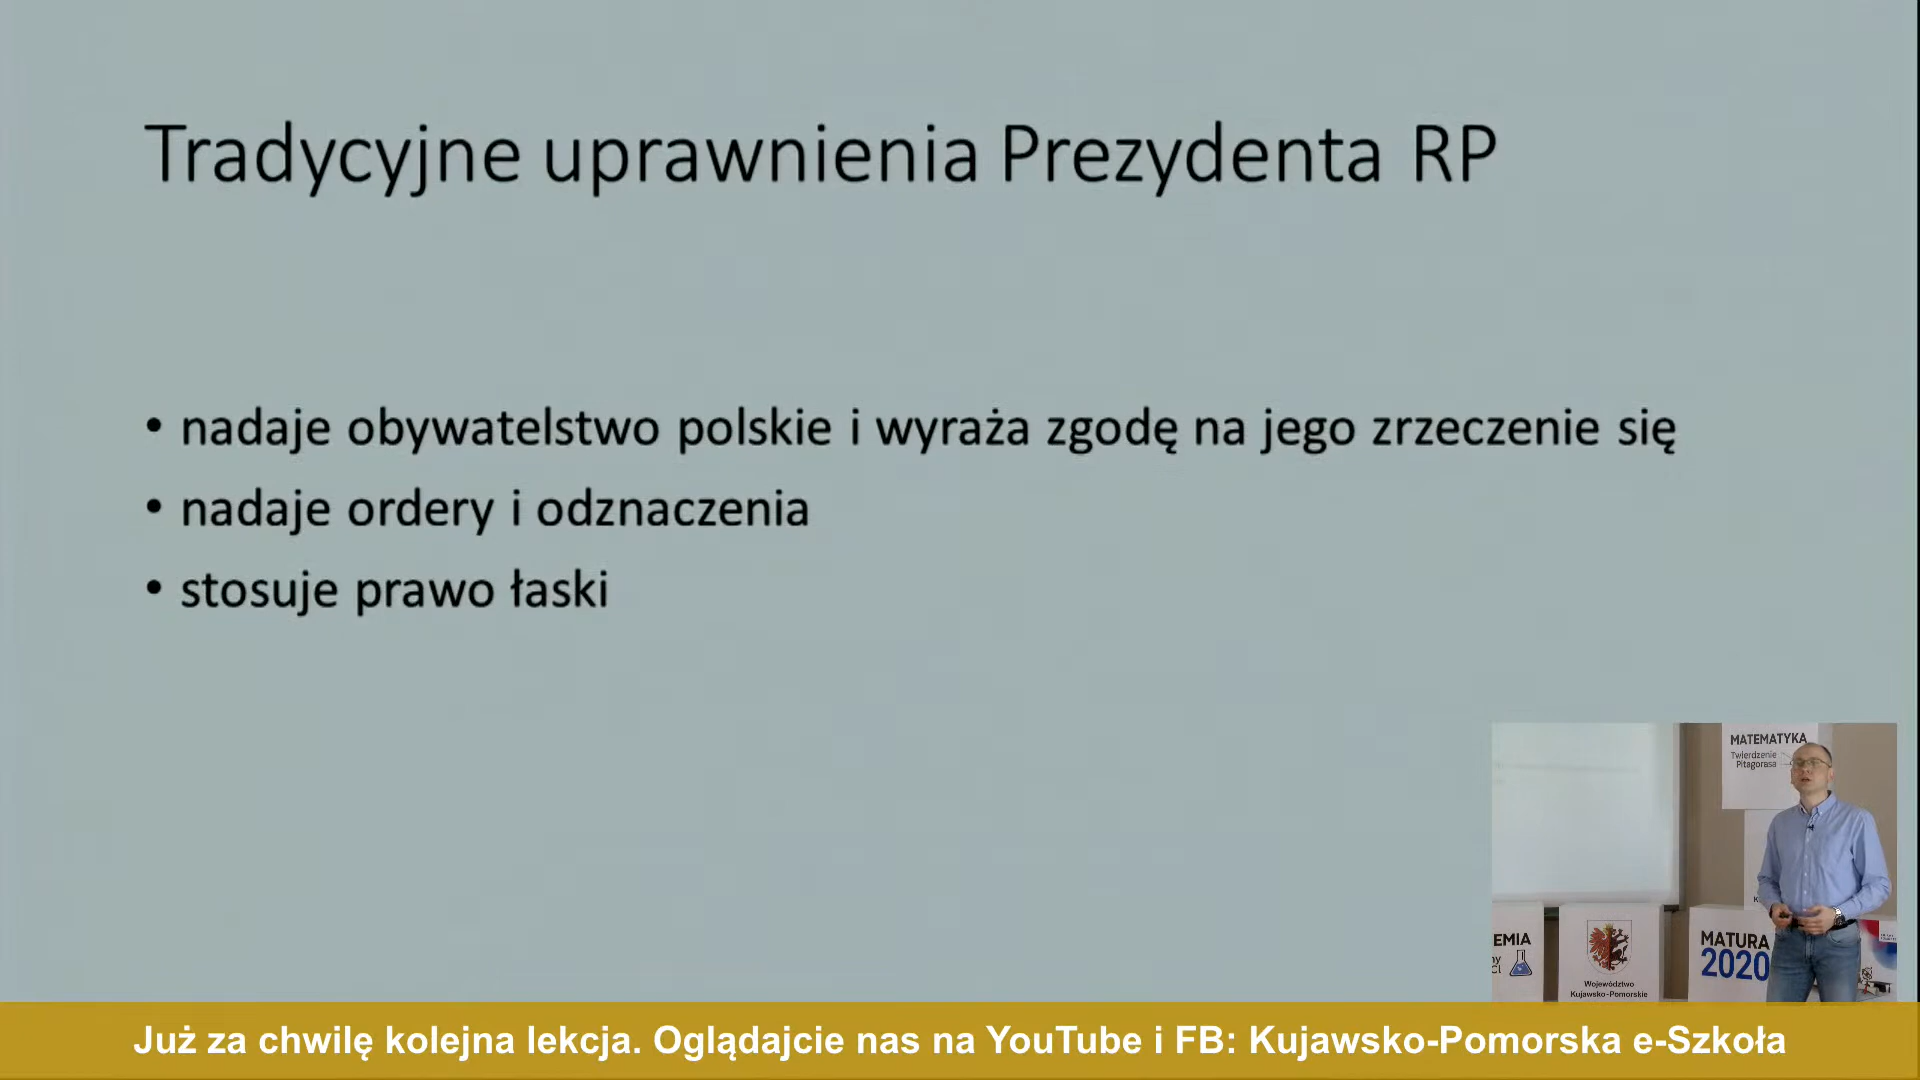 Tradycyjne uprawnienia Prezydenta RP
• nadaje obywatelstwo polskie i wyraża zgodę na jego zrzeczenie się
• nadaje ordery i odznaczenia
• stosuje prawo łaski
MATEMATYKA
Twierdzenie
Pitagorasa
EMIA
MATURA
2020
Województwo
Kujawsko-Pomorskie
Już za chwilę kolejna lekcja. Oglądajcie nas na YouTube i FB: Kujawsko-Pomorska e-Szkoła